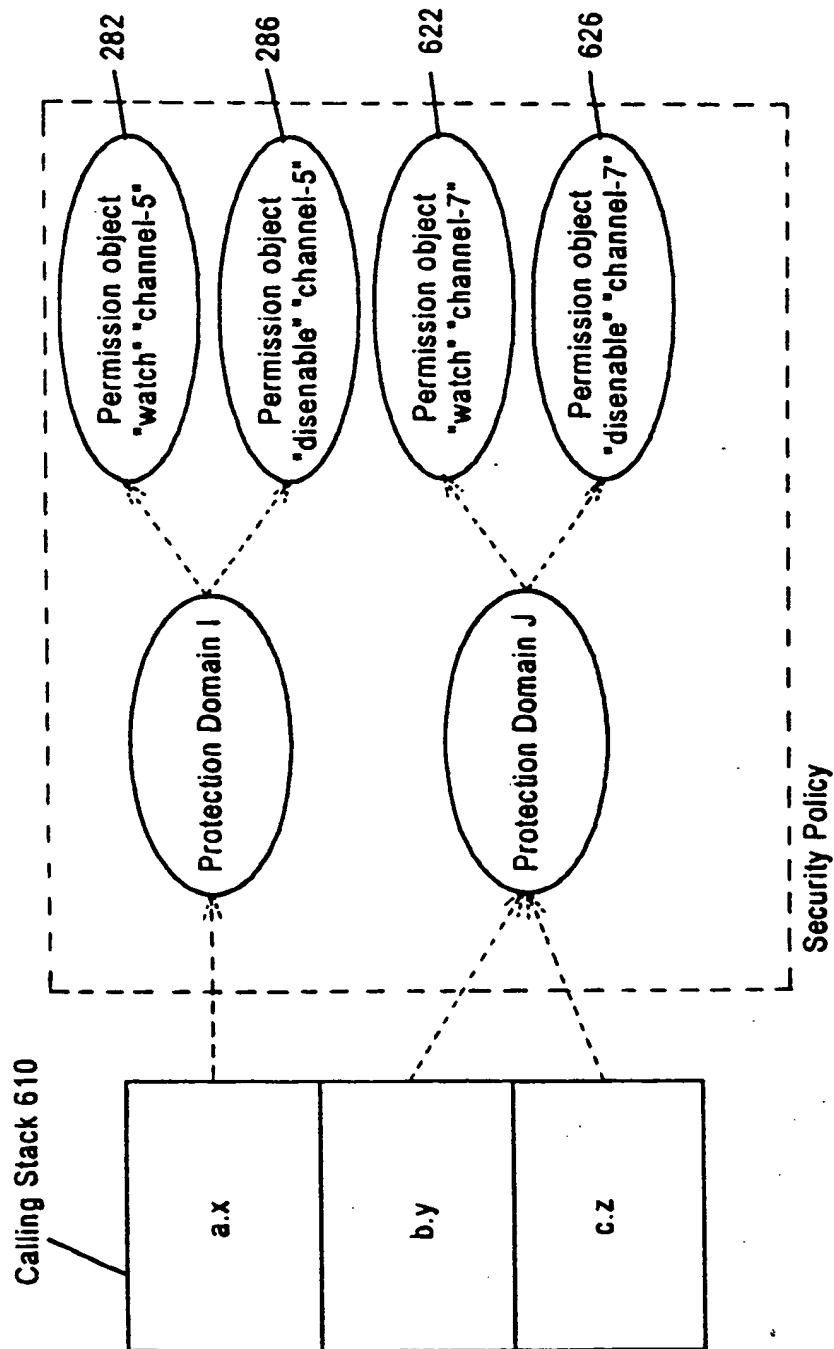 Calling Stack 610
a.x
b.y
c.z
Protection Domain I
Protection Domain J
Permission object
"watch" "channel-5"
282
Permission object
"disenable" "channel-5"
286
Permission object
"watch" "channel-7"
622
Permission object
"disenable" "channel-7"
626
Security Policy